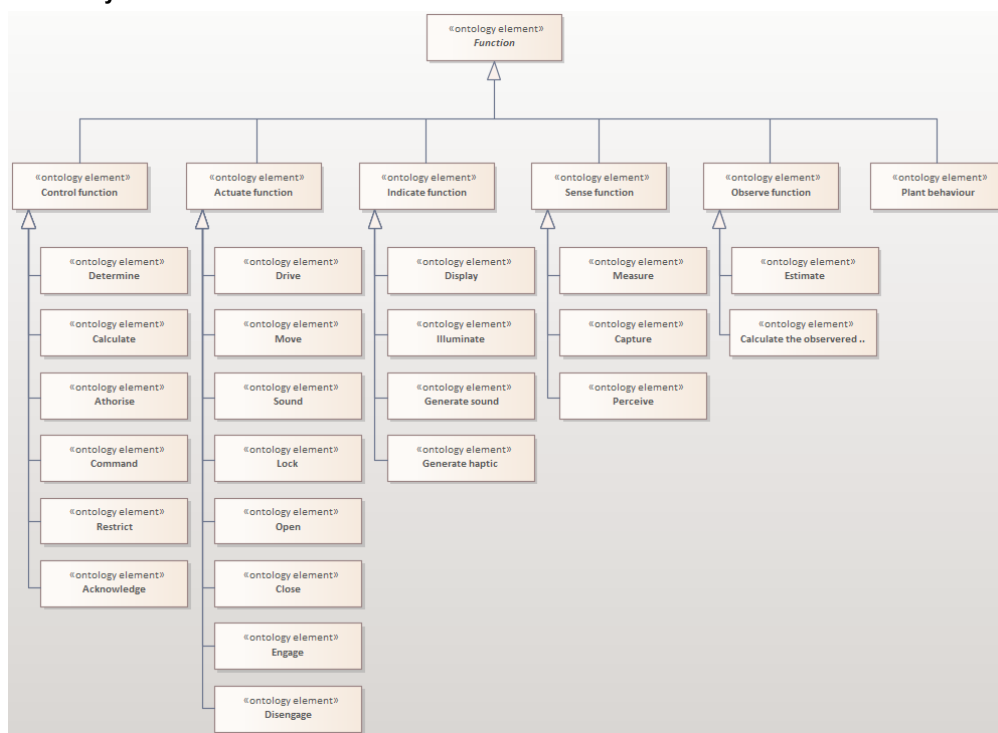 «ontology element»
Function
«ontology element»
Control function
«ontology element»
Actuate function
«ontology element»
Indicate function
«ontology element»
Sense function
«ontology element»
Observe function
«ontology element»
Plant behaviour
«ontology element»
Determine
«ontology element»
Drive
«ontology element»
Display
«ontology element»
Measure
«ontology element»
Estimate
«ontology element»
Calculate
«ontology element»
Move
«ontology element»
Illuminate
«ontology element»
Capture
«ontology element»
Calculate the observered ..
«ontology element»
Athorise
«ontology element»
Sound
«ontology element»
Generate sound
«ontology element»
Perceive
«ontology element»
Command
«ontology element»
Lock
«ontology element»
Generate haptic
«ontology element»
Restrict
«ontology element»
Open
«ontology element»
Acknowledge
«ontology element»
Close
«ontology element»
Engage
«ontology element»
Disengage